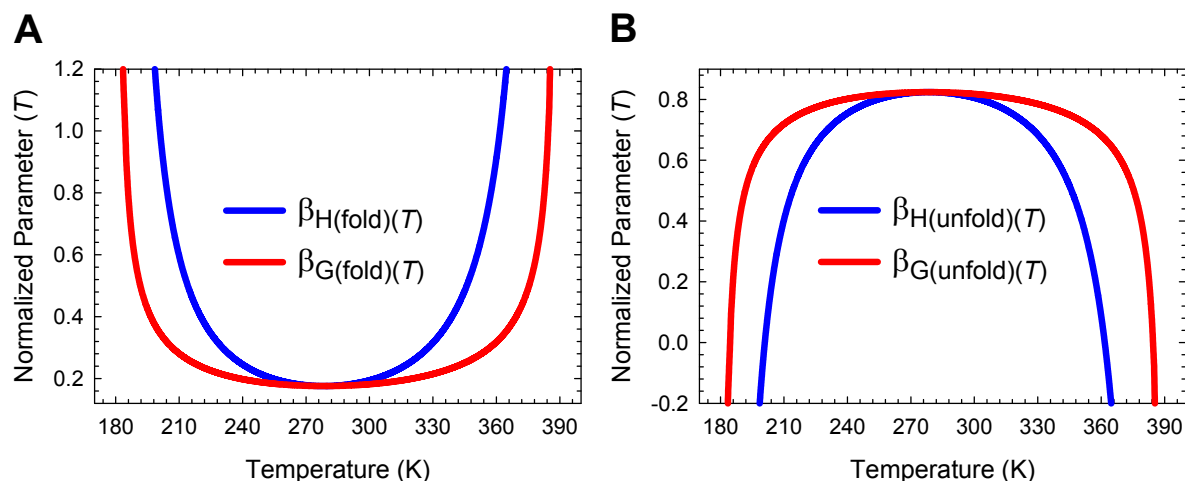 A
Normalized Parameter (T)
1.2
1.0
0.8
0.6
0.4
0.2
βH(fold)(T)
βG(fold)(T)
180 210 240 270 300 330 360 390
Temperature (K)
B
Normalized Parameter (T)
0.8
0.6
0.4
0.2
0.0
-0.2
βH(unfold)(T)
βG(unfold)(T)
180 210 240 270 300 330 360 390
Temperature (K)